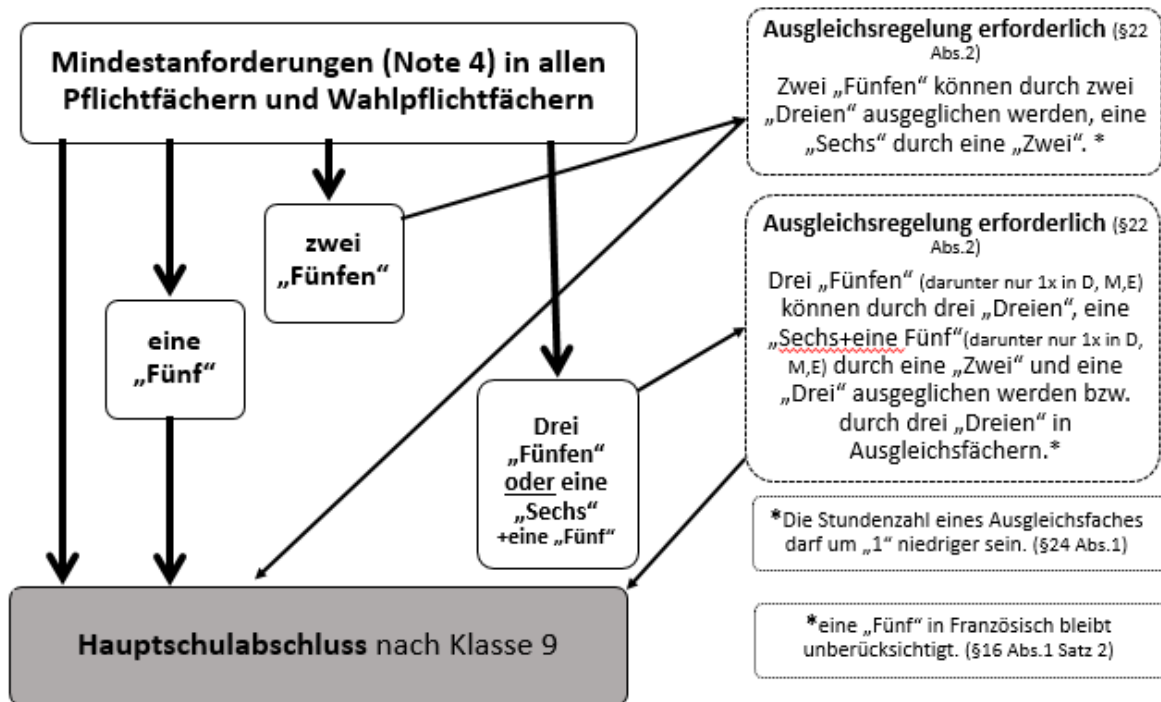 Mindestanforderungen (Note 4) in allen
Pflichtfächern und Wahlpflichtfächern
zwei
„Fünfen“
eine
„Fünf“
Drei
„Fünfen“
oder eine
„Sechs“
+eine „Fünf“
Hauptschulabschluss nach Klasse 9
Ausgleichsregelung erforderlich (§22
Abs.2)
Zwei „Fünfen“ können durch zwei
„Dreien“ ausgeglichen werden, eine
„Sechs“ durch eine „Zwei“. *
Ausgleichsregelung erforderlich (§22
Abs.2)
Drei „Fünfen“ (darunter nur 1x in D, M,E)
können durch drei „Dreien“, eine
„Sechs+eine Fünf“(darunter nur 1x in D,
M,E) durch eine „Zwei“ und eine
„Drei“ ausgeglichen werden bzw.
durch drei „Dreien“ in
Ausgleichsfächern.*
*Die Stundenzahl eines Ausgleichsfaches
darf um „1“ niedriger sein. (§24 Abs.1)
*eine „Fünf“ in Französisch bleibt
unberücksichtigt. (§16 Abs.1 Satz 2)